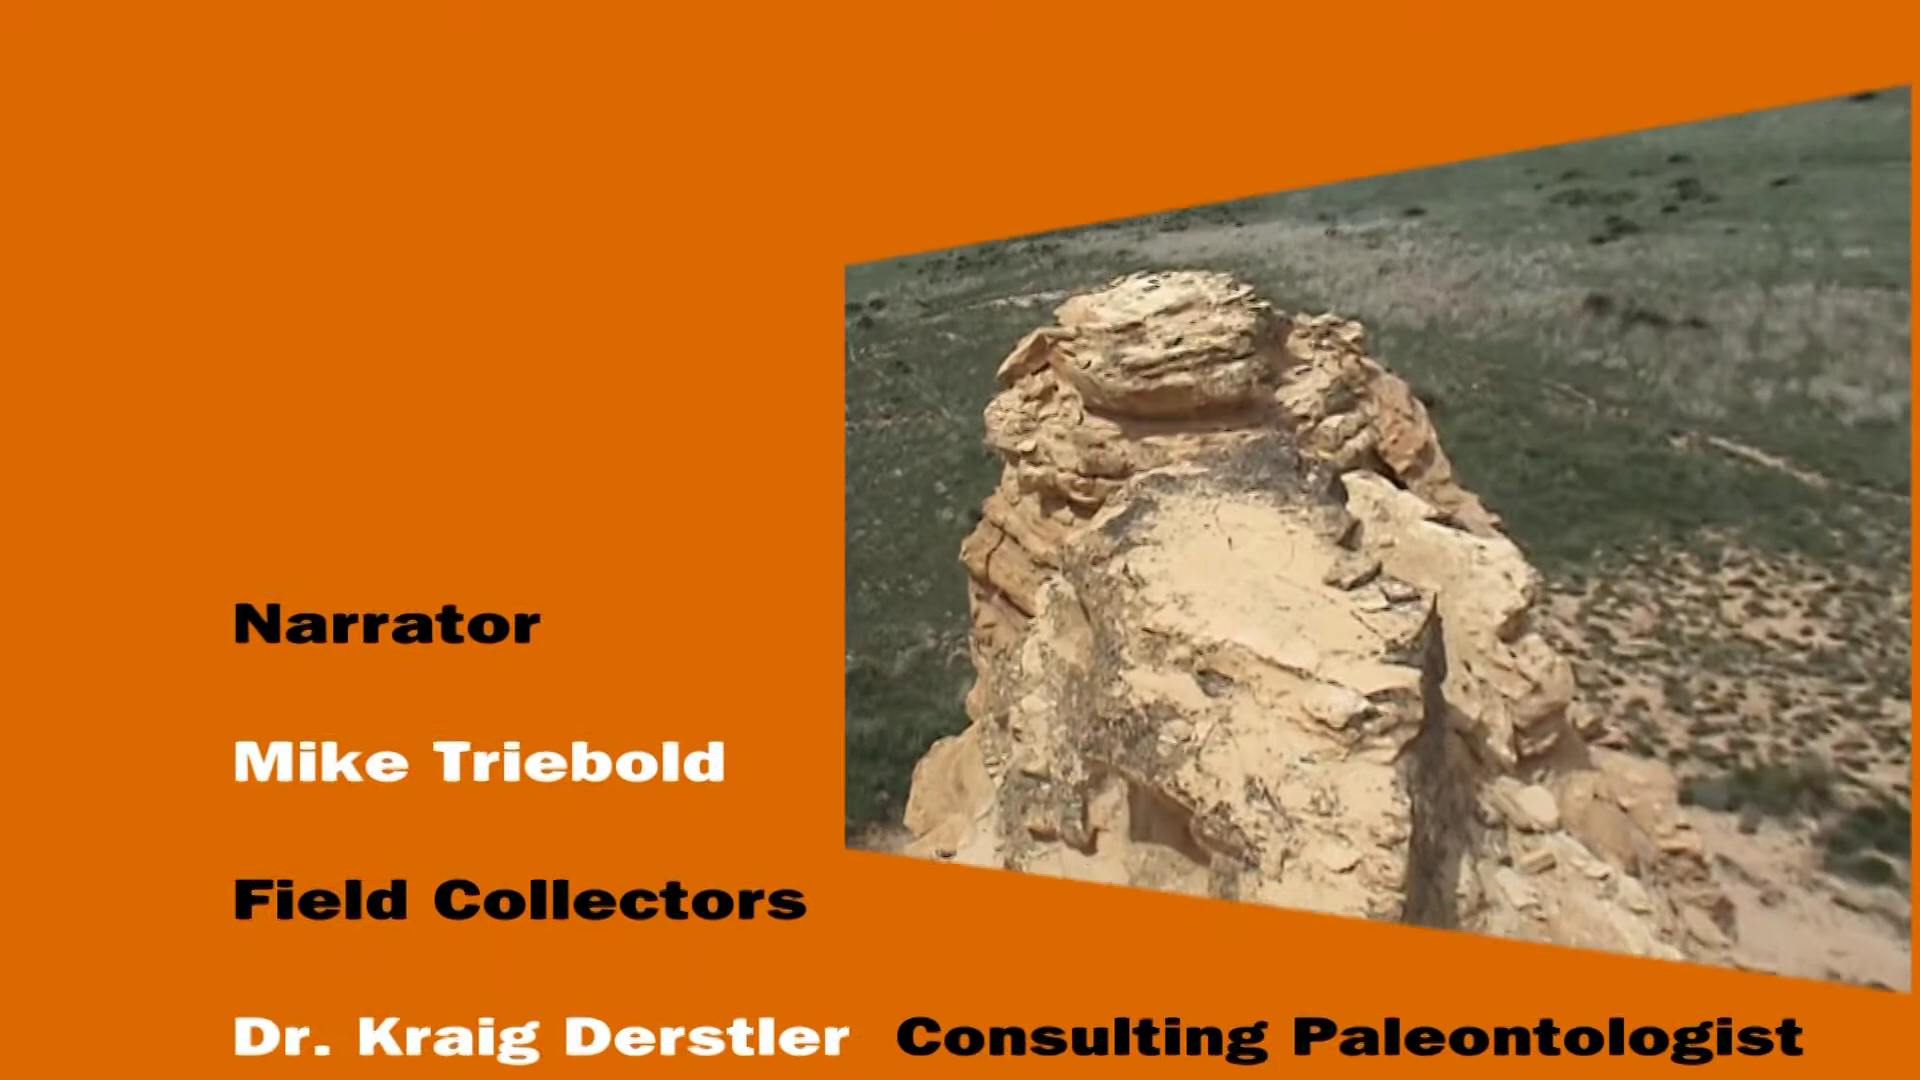 Narrator
Mike Triebold
Field Collectors
Dr. Kraig Derstler Consulting Paleontologist